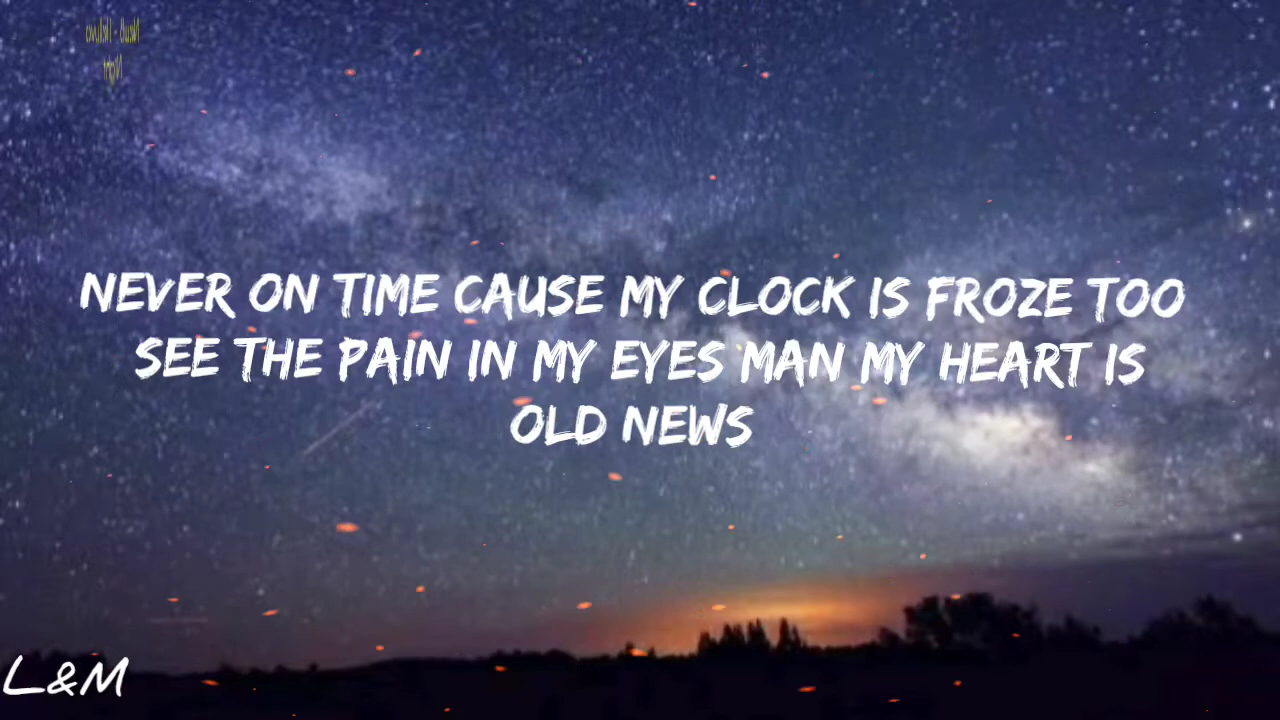 NEVER ON TIME CAUSE MY CLOCK IS FROZE TOO
SEE THE PAIN IN MY EYES MAN MY HEART IS
OLD NEWS
L&M